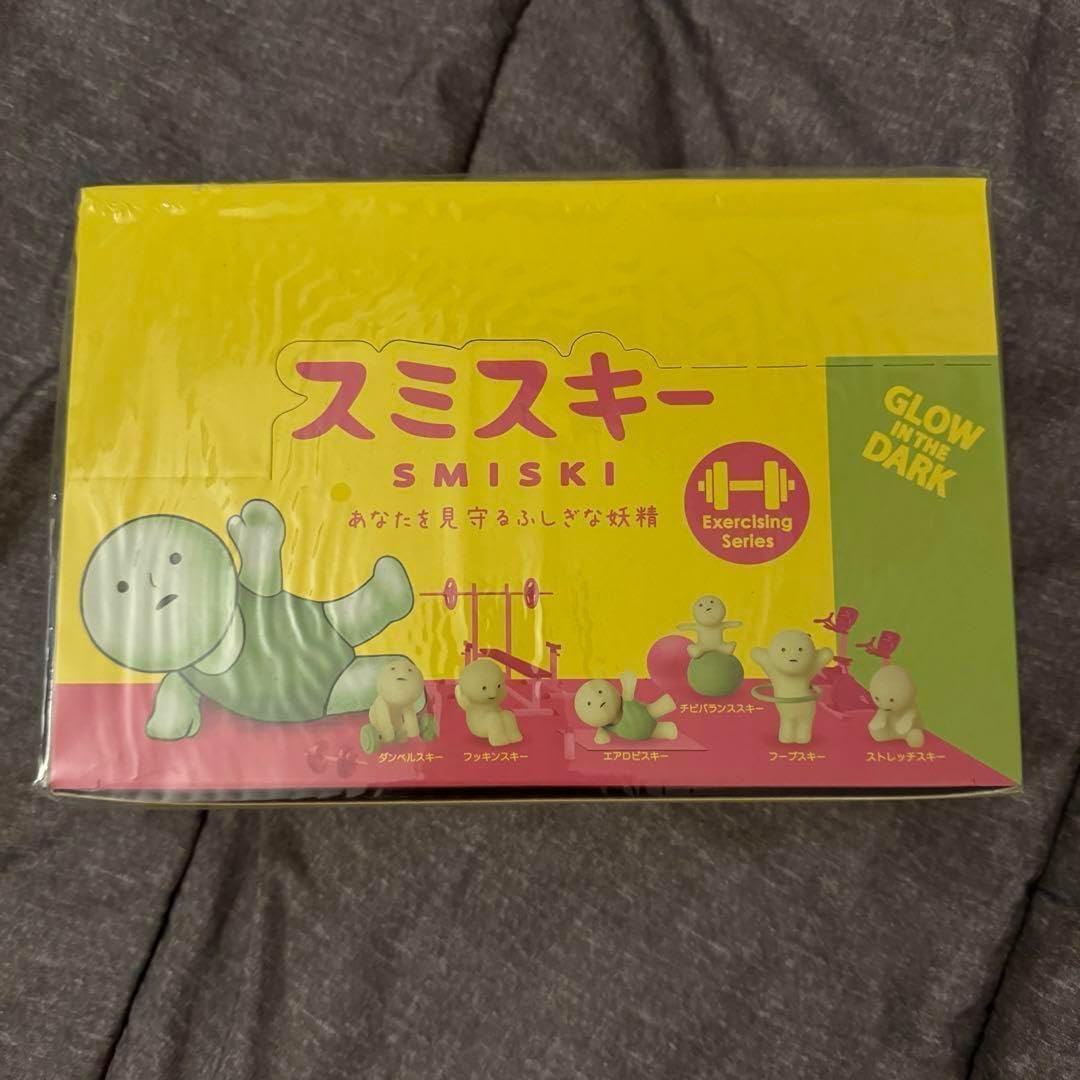 スミスキー
SMISKI
あなたを見守るふしぎな妖精
Exercising
Series
GLOW
IN THE
DARK
チビバランススキー
ダンベルスキー
フッキンスキー
エアロビスキー
フープスキー
ストレッチスキー